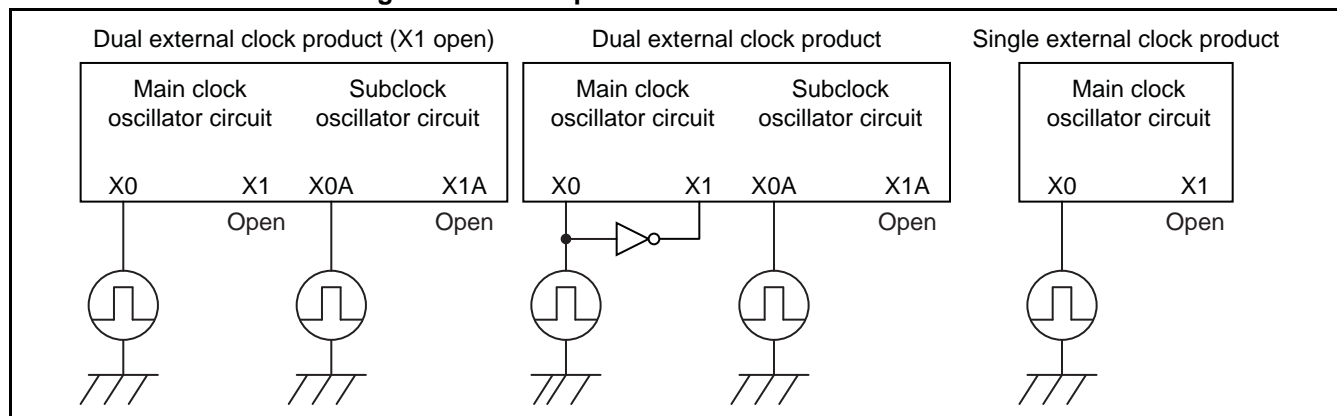 Dual external clock product (X1 open)
Main clock
oscillator circuit
Subclock
oscillator circuit
X0 X1 X0A X1A
Open Open
Dual external clock product
Main clock
oscillator circuit
Subclock
oscillator circuit
X0 X1 X0A X1A
Open
Single external clock product
Main clock
oscillator circuit
X0 X1
Open